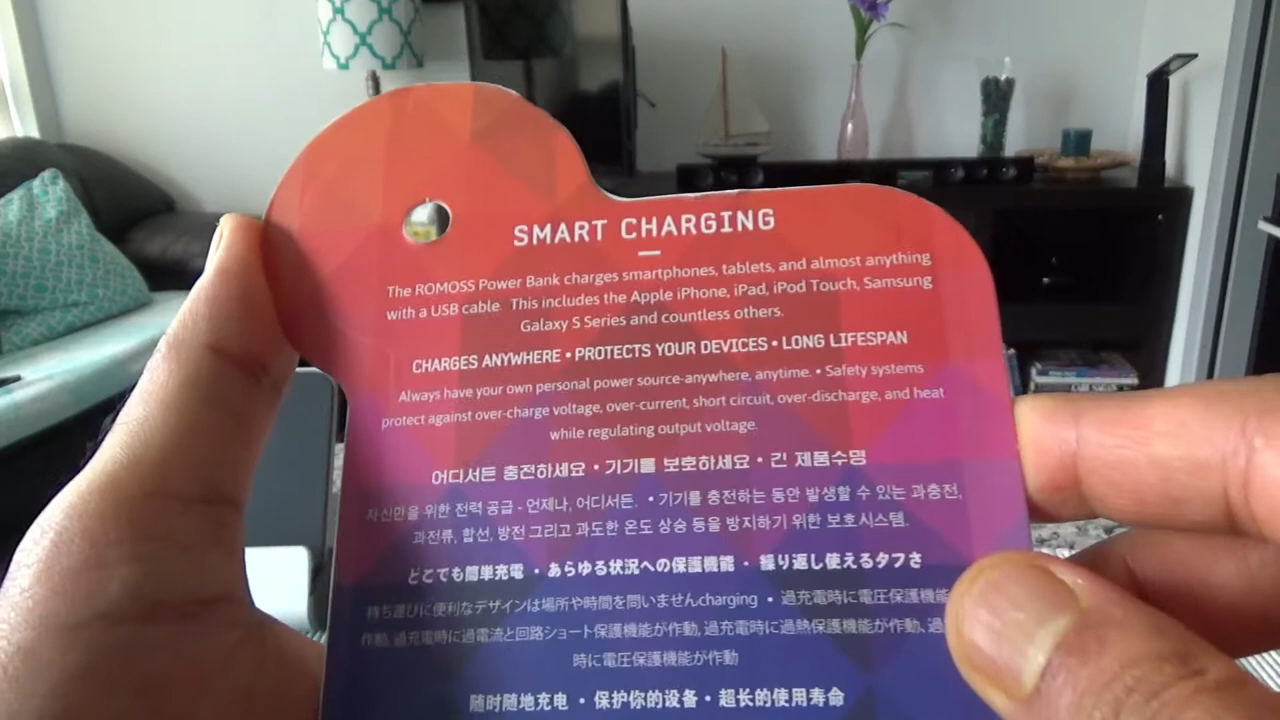 SMART CHARGING
The ROMOSS Power Bank charges smartphones, tablets, and almost anything
with a USB cable. This includes the Apple iPhone, iPad, iPod Touch, Samsung
Galaxy S Series and countless others.
CHARGES ANYWHERE • PROTECTS YOUR DEVICES • LONG LIFESPAN
Always have your own personal power source-anywhere, anytime. • Safety systems
protect against over-charge voltage, over-current, short circuit, over-discharge, and heat
while regulating output voltage.
어디서든 충전하세요 • 기기를 보호하세요 • 긴 제품수명
자신만을 위한 전력 공급 - 언제나, 어디서든. • 기기를 충전하는 동안 발생할 수 있는 과충전,
과전류, 합선, 방전 그리고 과도한 온도 상승 등을 방지하기 위한 보호시스템.
どこでも簡単充電 • あらゆる状況への保護機能 • 繰り返し使えるタフさ
持ち運びに便利なデザインは場所や時間を問いませんcharging • 過充電時に電圧保護機能
作動, 過充電時に過電流と回路ショート保護機能が作動, 過充電時に過熱保護機能が作動、過
時に電圧保護機能が作動
随时随地充电 • 保护你的设备 • 超长的使用寿命